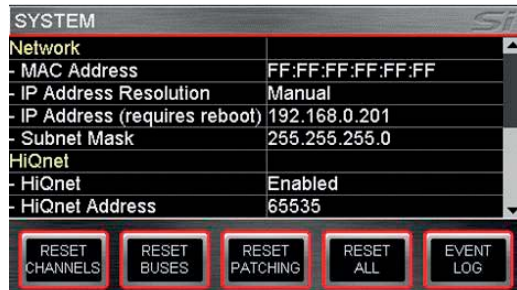 SYSTEM Si
Network
- MAC Address FF:FF:FF:FF:FF:FF
- IP Address Resolution Manual
- IP Address (requires reboot) 192.168.0.201
- Subnet Mask 255.255.255.0
HiQnet
- HiQnet Enabled
- HiQnet Address 65535
RESET CHANNELS RESET BUSES RESET PATCHING RESET ALL EVENT LOG